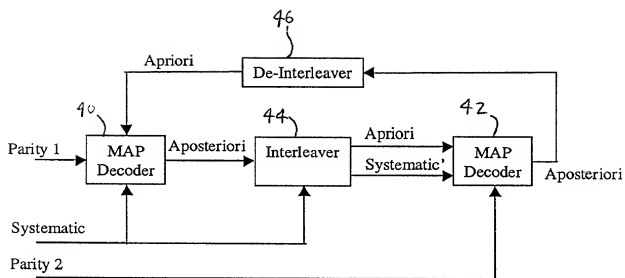 46
Apriori
De-Interleaver
40
44
42
Parity 1
MAP
Decoder
Aposteriori
Interleaver
Apriori
Systematic'
MAP
Decoder
Aposteriori
Systematic
Parity 2